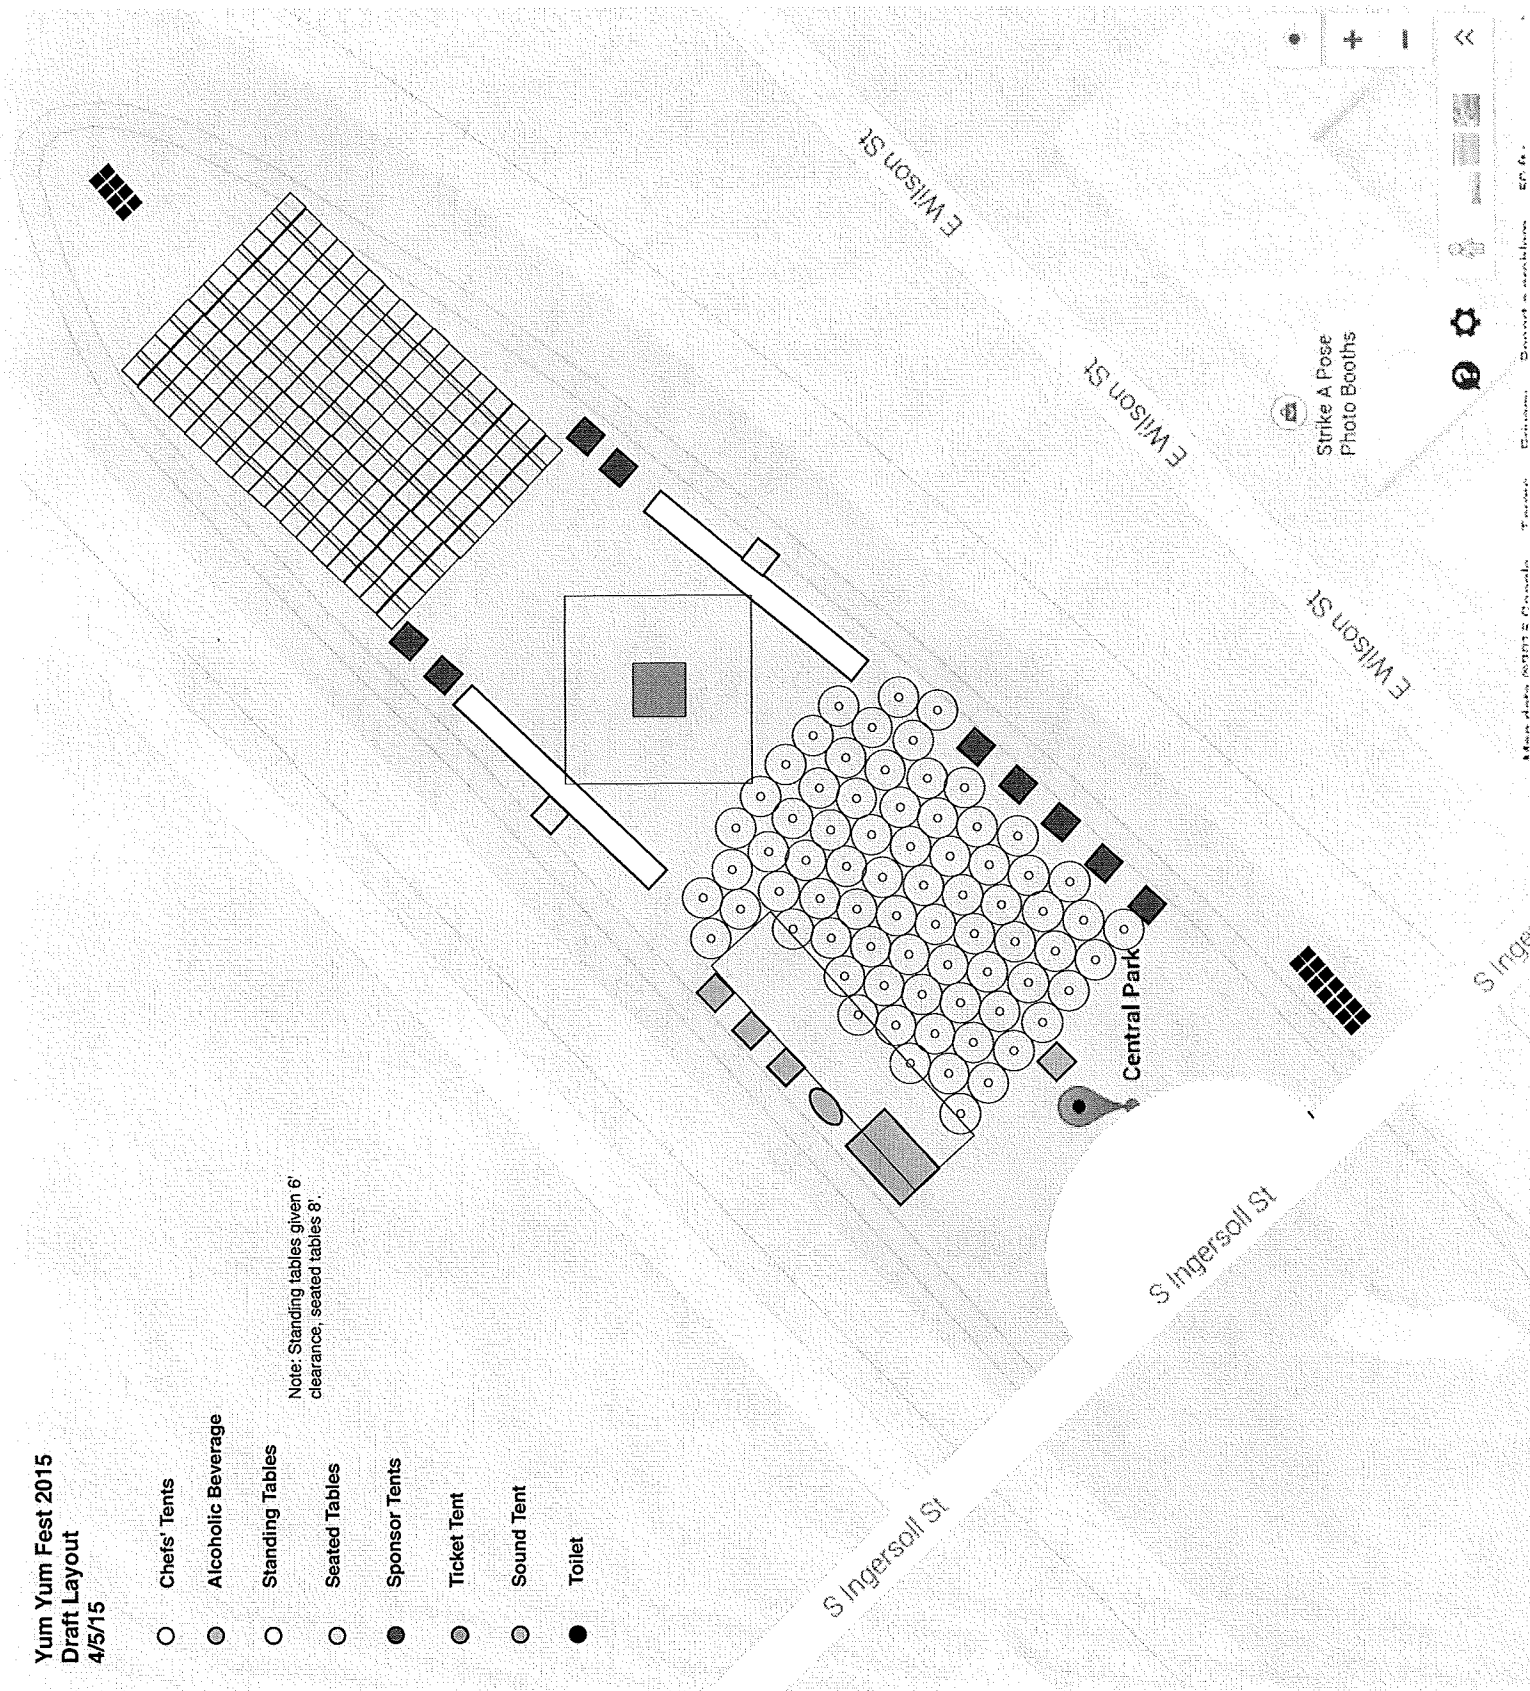 Yum Yum Fest 2015
Draft Layout
4/5/15
Chefs' Tents
Alcoholic Beverage
Standing Tables
Seated Tables
Sponsor Tents
Ticket Tent
Sound Tent
Toilet
Note: Standing tables given 6'
clearance, seated tables 8'.
S Ingersoll St
S Ingersoll St
S Inge
Central Park
E Wilson St
E Wilson St
E Wilson St
Strike A Pose
Photo Booths